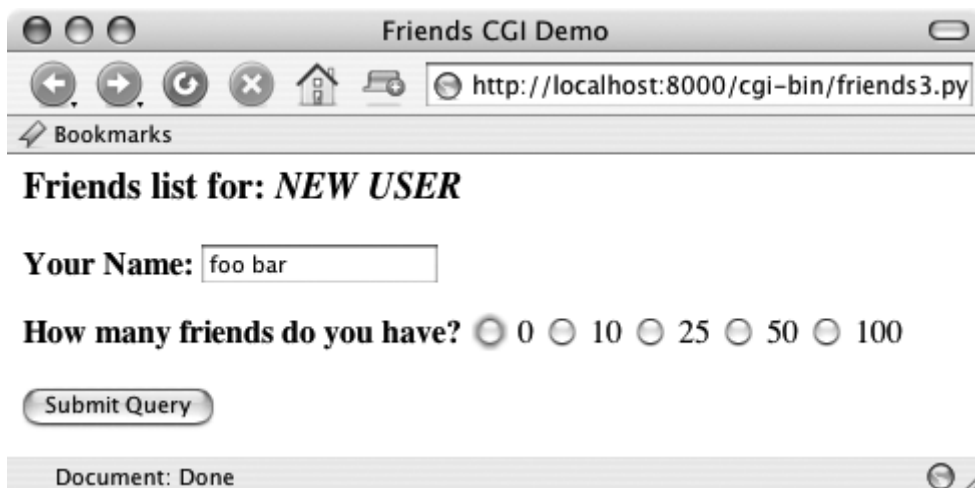 Friends CGI Demo
http://localhost:8000/cgi-bin/friends3.py
Bookmarks
Friends list for: NEW USER
Your Name: foo bar
How many friends do you have? 0 10 25 50 100
Submit Query
Document: Done